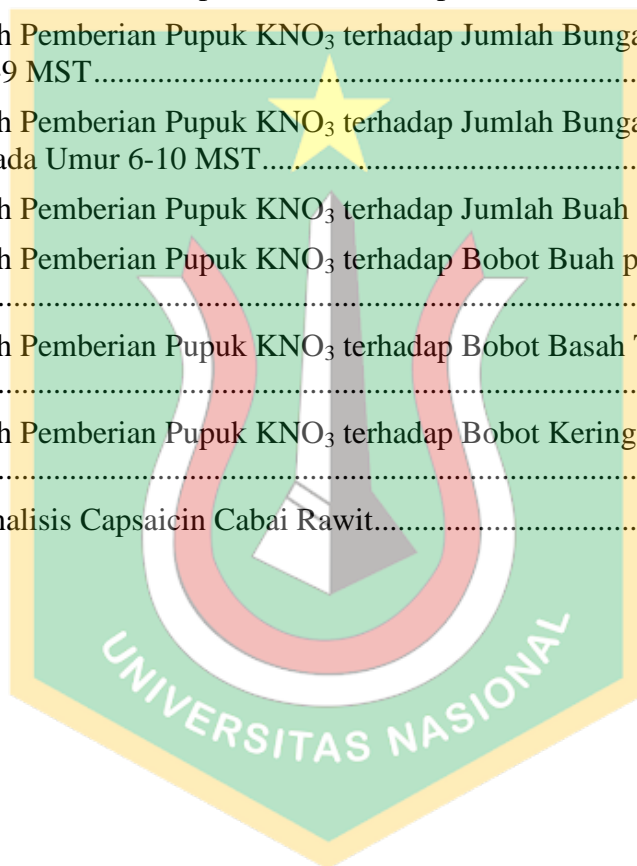 h Pemberian Pupuk KNO₃ terhadap Jumlah Bunga
9 MST..........................................................................
h Pemberian Pupuk KNO₃ terhadap Jumlah Bunga
ada Umur 6-10 MST.....................................................
h Pemberian Pupuk KNO₃ terhadap Jumlah Buah
h Pemberian Pupuk KNO₃ terhadap Bobot Buah p
....................................................................................
h Pemberian Pupuk KNO₃ terhadap Bobot Basah T
....................................................................................
h Pemberian Pupuk KNO₃ terhadap Bobot Kering
....................................................................................
nalisis Capsaicin Cabai Rawit.......................................
UNIVERSITAS NASIONAL